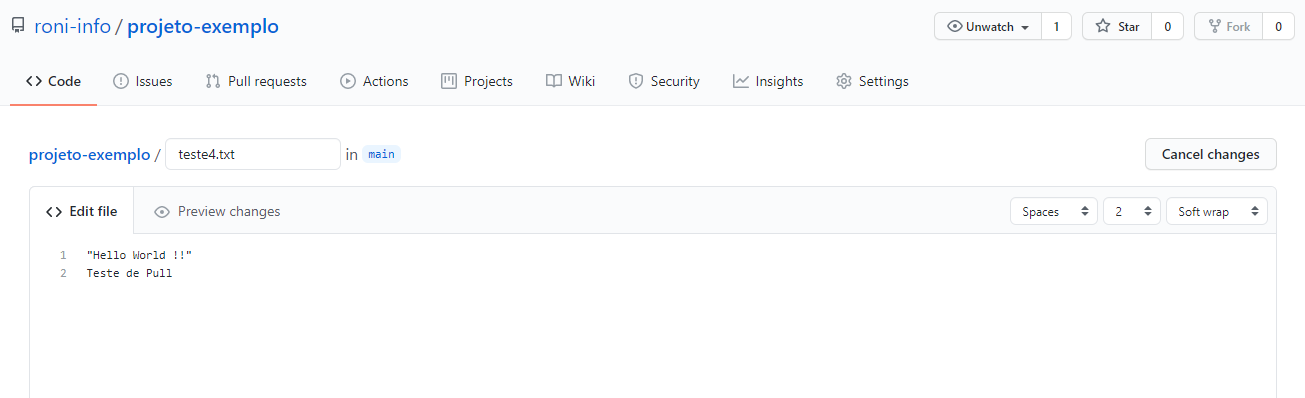 roni-info / projeto-exemplo
Unwatch 1 Star 0 Fork 0
Code Issues Pull requests Actions Projects Wiki Security Insights Settings
projeto-exemplo / teste4.txt in main Cancel changes
Edit file Preview changes Spaces 2 Soft wrap
1 "Hello World !!"
2 Teste de Pull